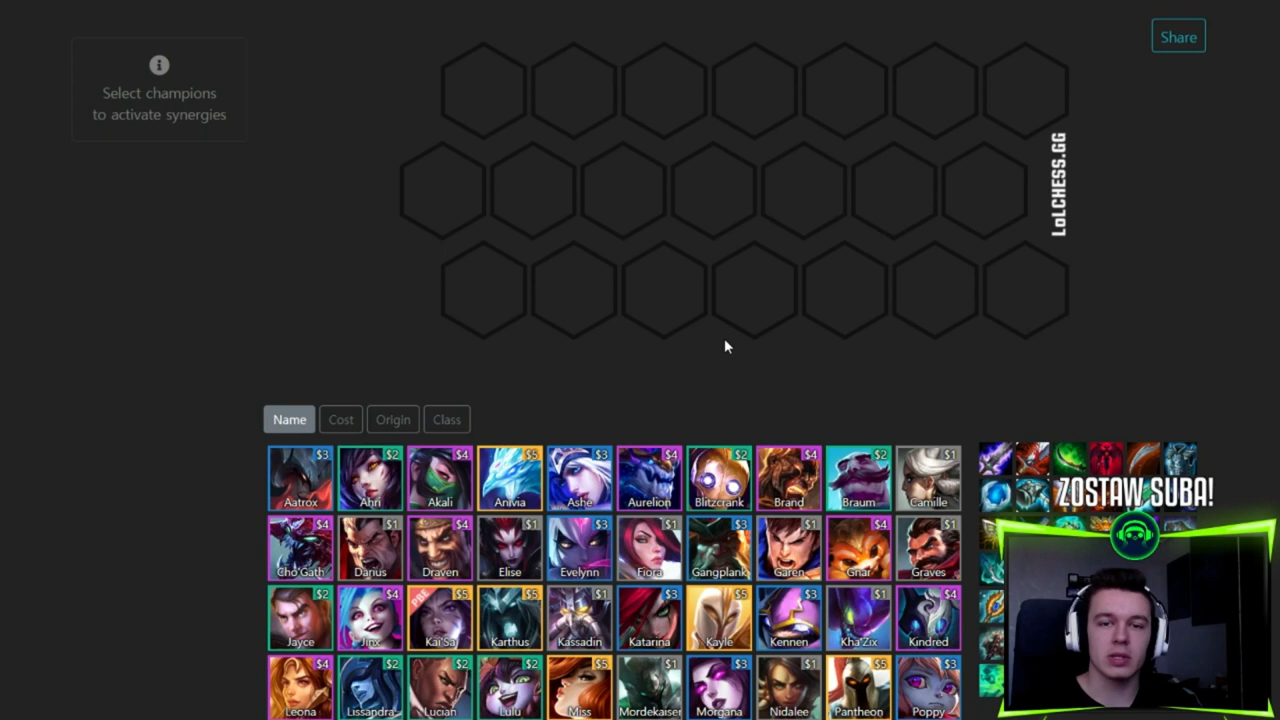 Share
Select champions
to activate synergies
LoLCHESS.GG
Name Cost Origin Class
$3 $2 $4 $5 $3 $4 $2 $4 $2 $1
Aatrox Ahri Akali Anivia Ashe Aurelion Blitzcrank Brand Braum Camille
ZOSTAW SUBA!
$4 $1 $4 $1 $3 $1 $3 $1 $4 $1
Cho'Gath Darius Draven Elise Evelynn Fiora Gangplank Garen Gnar Graves
$2 $4 PBE $5 $5 $1 $3 $5 $3 $1 $4
Jayce Jinx Kai'Sa Karthus Kassadin Katarina Kayle Kennen Kha'Zix Kindred
$4 $2 $2 $2 $5 $1 $3 $1 $5 $3
Leona Lissandra Lucian Lulu Miss Mordekaiser Morgana Nidalee Pantheon Poppy